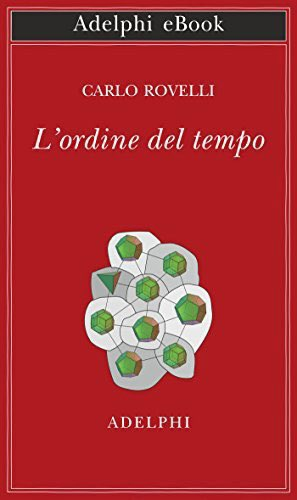 Adelphi eBook
CARLO ROVELLI
L'ordine del tempo
ADELPHI